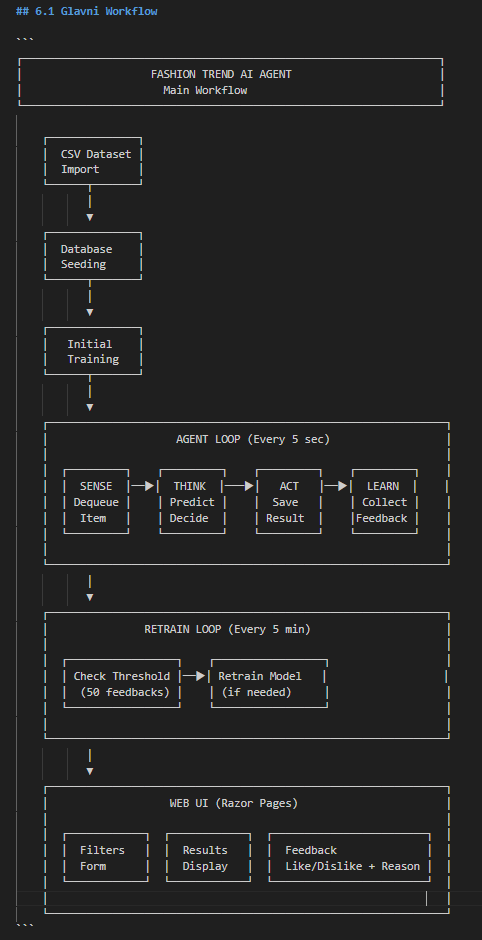 ## 6.1 Glavni Workflow
```
FASHION TREND AI AGENT
Main Workflow
CSV Dataset
Import
Database
Seeding
Initial
Training
AGENT LOOP (Every 5 sec)
SENSE THINK ACT LEARN
Dequeue Predict Save Collect
Item Decide Result Feedback
RETRAIN LOOP (Every 5 min)
Check Threshold Retrain Model
(50 feedbacks) (if needed)
WEB UI (Razor Pages)
Filters Results Feedback
Form Display Like/Dislike + Reason
```